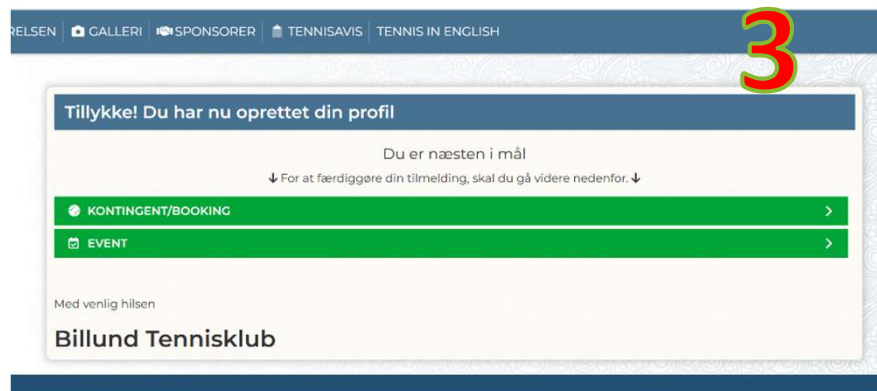 GALLERI SPONSORER TENNISAVIS TENNIS IN ENGLISH
3
Tillykke! Du har nu oprettet din profil
Du er næsten i mål
↓ For at færdiggøre din tilmelding, skal du gå videre nedenfor. ↓
KONTINGENT/BOOKING
EVENT
Med venlig hilsen
Billund Tennisklub